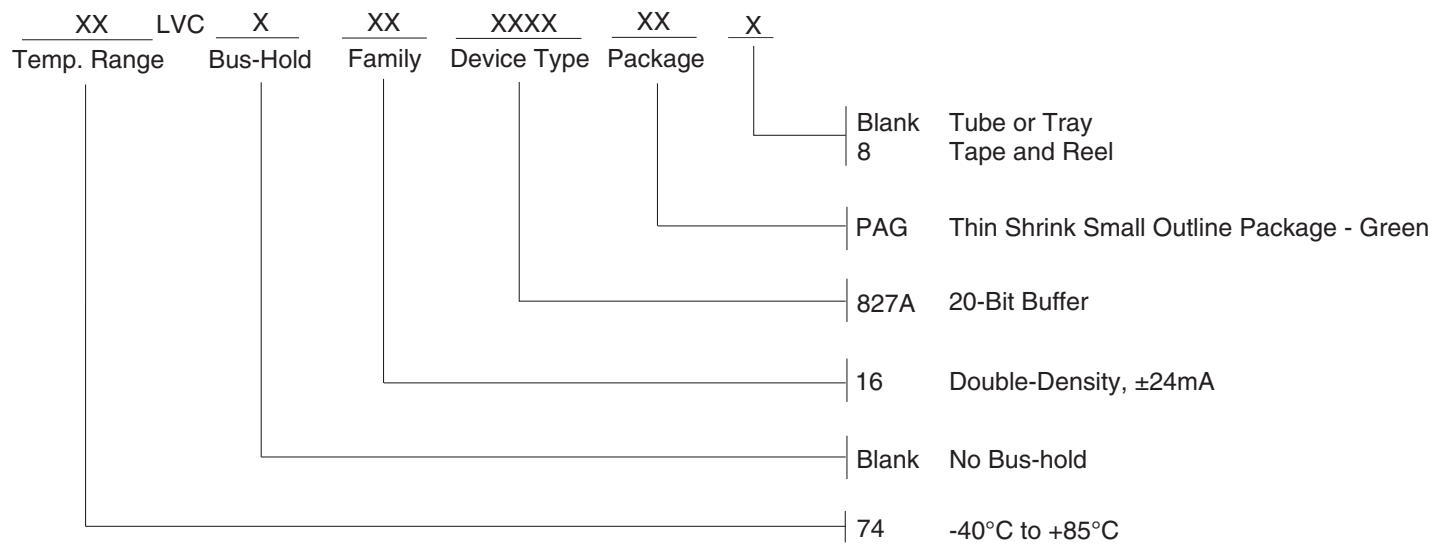 XX LVC X XX XXXX XX X
Temp. Range Bus-Hold Family Device Type Package
Blank Tube or Tray
8 Tape and Reel
PAG Thin Shrink Small Outline Package - Green
827A 20-Bit Buffer
16 Double-Density, ±24mA
Blank No Bus-hold
74 -40°C to +85°C